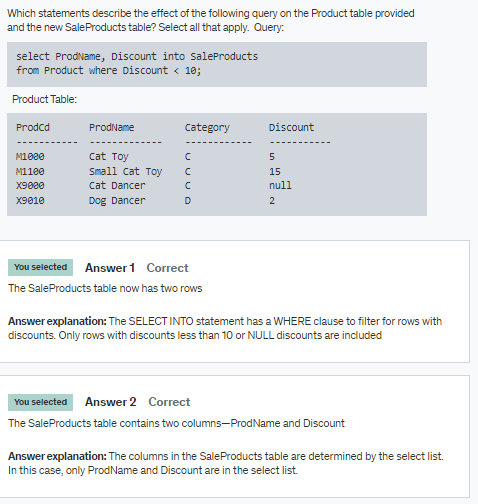 Which statements describe the effect of the following query on the Product table provided
and the new SaleProducts table? Select all that apply. Query:
select ProdName, Discount into SaleProducts
from Product where Discount < 10;
Product Table:
ProdCd ProdName Category Discount
----------- ------------- ------------ -----------
M1000 Cat Toy C 5
M1100 Small Cat Toy C 15
X9000 Cat Dancer C null
X9010 Dog Dancer D 2
You selected Answer 1 Correct
The SaleProducts table now has two rows
Answer explanation: The SELECT INTO statement has a WHERE clause to filter for rows with
discounts. Only rows with discounts less than 10 or NULL discounts are included
You selected Answer 2 Correct
The SaleProducts table contains two columns—ProdName and Discount
Answer explanation: The columns in the SaleProducts table are determined by the select list.
In this case, only ProdName and Discount are in the select list.